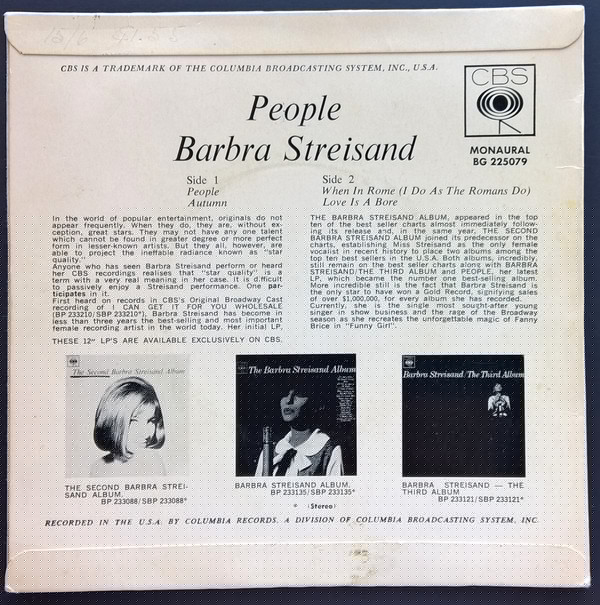 CBS IS A TRADEMARK OF THE COLUMBIA BROADCASTING SYSTEM, INC., U.S.A.
CBS
MONAURAL
BG 225079
People
Barbra Streisand
Side 1
People
Autumn
Side 2
When In Rome (I Do As The Romans Do)
Love Is A Bore
In the world of popular entertainment, originals do not
appear frequently. When they do, they are, without ex-
ception, great stars. They may not have any one talent
which cannot be found in greater degree or more perfect
form in lesser-known artists. But they all, however, are
able to project the ineffable radiance known as "star
quality."
Anyone who has seen Barbra Streisand perform or heard
her CBS recordings realises that "star quality" is a
term with a very real meaning in her case. It is difficult
to passively enjoy a Streisand performance. One par-
ticipates in it.
First heard on records in CBS's Original Broadway Cast
recording of I CAN GET IT FOR YOU WHOLESALE
(BP 233210/SBP 233210*), Barbra Streisand has become in
less than three years the best-selling and most important
female recording artist in the world today. Her initial LP,
THE BARBRA STREISAND ALBUM, appeared in the top
ten of the best seller charts almost immediately follow-
ing its release and, in the same year, THE SECOND
BARBRA STREISAND ALBUM joined its predecessor on the
charts, establishing Miss Streisand as the only female
vocalist in recent history to place two albums among the
top ten best sellers in the U.S.A. Both albums, incredibly,
still remain on the best seller charts along with BARBRA
STREISAND/THE THIRD ALBUM and PEOPLE, her latest
LP, which became the number one best-selling album.
More incredible still is the fact that Barbra Streisand is
the only star to have won a Gold Record, signifying sales
of over $1,000,000, for every album she has recorded.
Currently, she is the single most sought-after young
singer in show business and the rage of the Broadway
season as she recreates the unforgettable magic of Fanny
Brice in "Funny Girl".
THESE 12" LP'S ARE AVAILABLE EXCLUSIVELY ON CBS.
The Second Barbra Streisand Album
The Barbra Streisand Album
Barbra Streisand/The Third Album
THE SECOND BARBRA STREI-
SAND ALBUM.
BP 233088/SBP 233088*
BARBRA STREISAND ALBUM.
BP 233135/SBP 233135*
BARBRA STREISAND — THE
THIRD ALBUM
BP 233121/SBP 233121*
* (Stereo)
RECORDED IN THE U.S.A. BY COLUMBIA RECORDS. A DIVISION OF COLUMBIA BROADCASTING SYSTEM, INC.